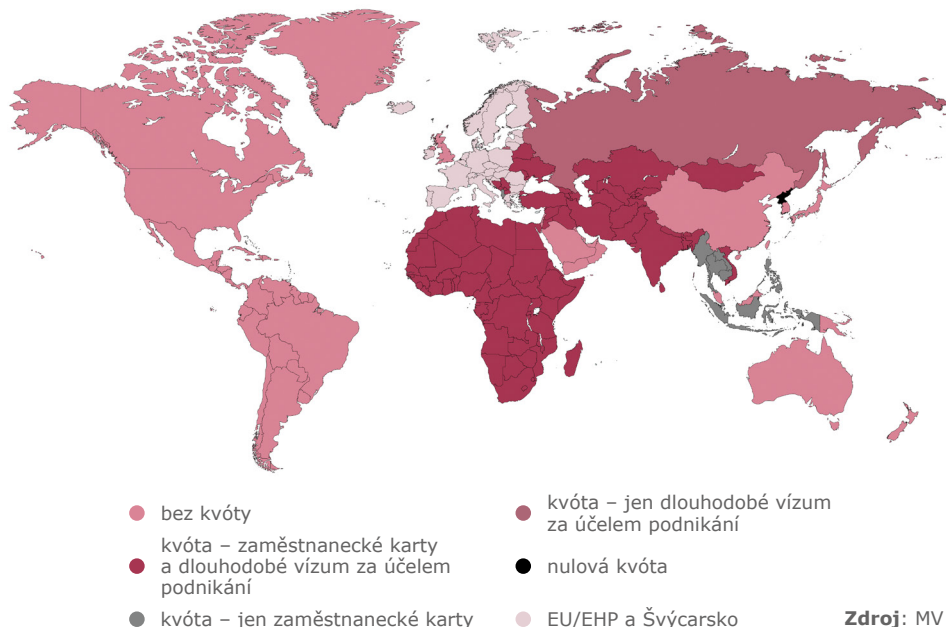 bez kvóty
kvóta – zaměstnanecké karty
a dlouhodobé vízum za účelem
podnikání
kvóta – jen zaměstnanecké karty
kvóta – jen dlouhodobé vízum
za účelem podnikání
nulová kvóta
EU/EHP a Švýcarsko
Zdroj: MV